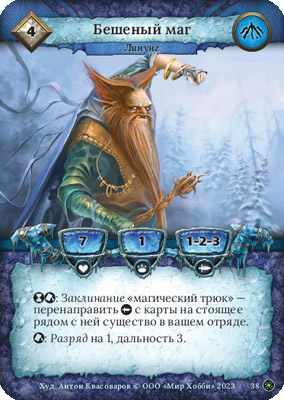 4
Бешеный маг
Линунг
7
1
1-2-3
: Заклинание «магический трюк» —
перенаправить с карты на стоящее
рядом с ней существо в вашем отряде.
: Разряд на 1, дальность 3.
Худ. Антон Квасоваров © ООО «Мир Хобби» 2023
38